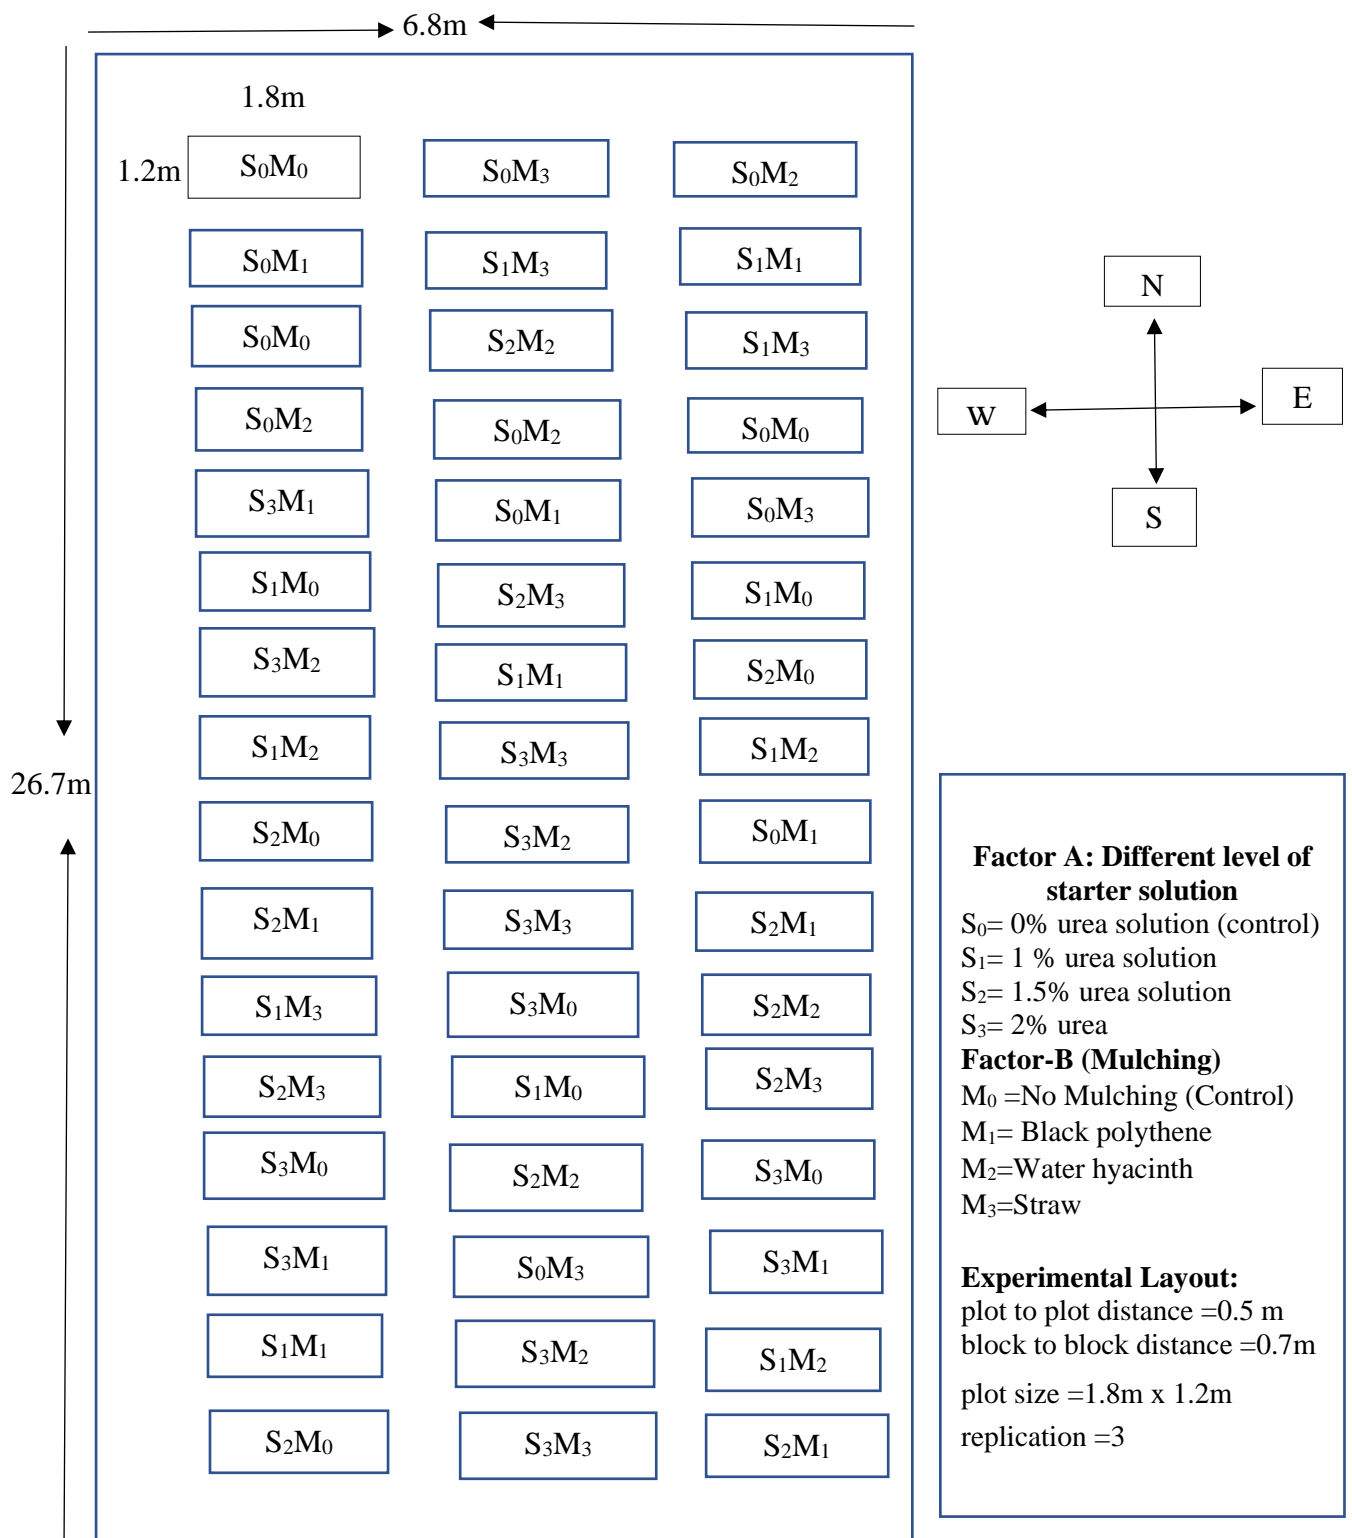 6.8m
1.8m
1.2m
S₀M₀ S₀M₃ S₀M₂
S₀M₁ S₁M₃ S₁M₁
S₀M₀ S₂M₂ S₁M₃
S₀M₂ S₀M₂ S₀M₀
S₃M₁ S₀M₁ S₀M₃
S₁M₀ S₂M₃ S₁M₀
S₃M₂ S₁M₁ S₂M₀
S₁M₂ S₃M₃ S₁M₂
26.7m
S₂M₀ S₃M₂ S₀M₁
S₂M₁ S₃M₃ S₂M₁
S₁M₃ S₃M₀ S₂M₂
S₂M₃ S₁M₀ S₂M₃
S₃M₀ S₂M₂ S₃M₀
S₃M₁ S₀M₃ S₃M₁
S₁M₁ S₃M₂ S₁M₂
S₂M₀ S₃M₃ S₂M₁
N
W
E
S
Factor A: Different level of
starter solution
S₀= 0% urea solution (control)
S₁= 1 % urea solution
S₂= 1.5% urea solution
S₃= 2% urea
Factor-B (Mulching)
M₀ =No Mulching (Control)
M₁= Black polythene
M₂=Water hyacinth
M₃=Straw
Experimental Layout:
plot to plot distance =0.5 m
block to block distance =0.7m
plot size =1.8m x 1.2m
replication =3